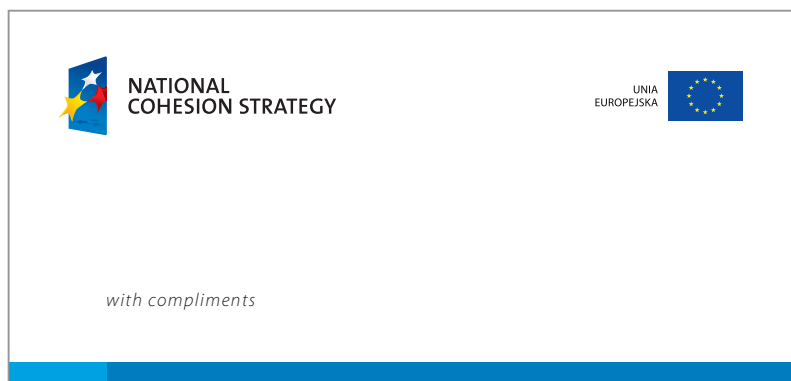 NATIONAL
COHESION STRATEGY
UNIA
EUROPEJSKA
with compliments